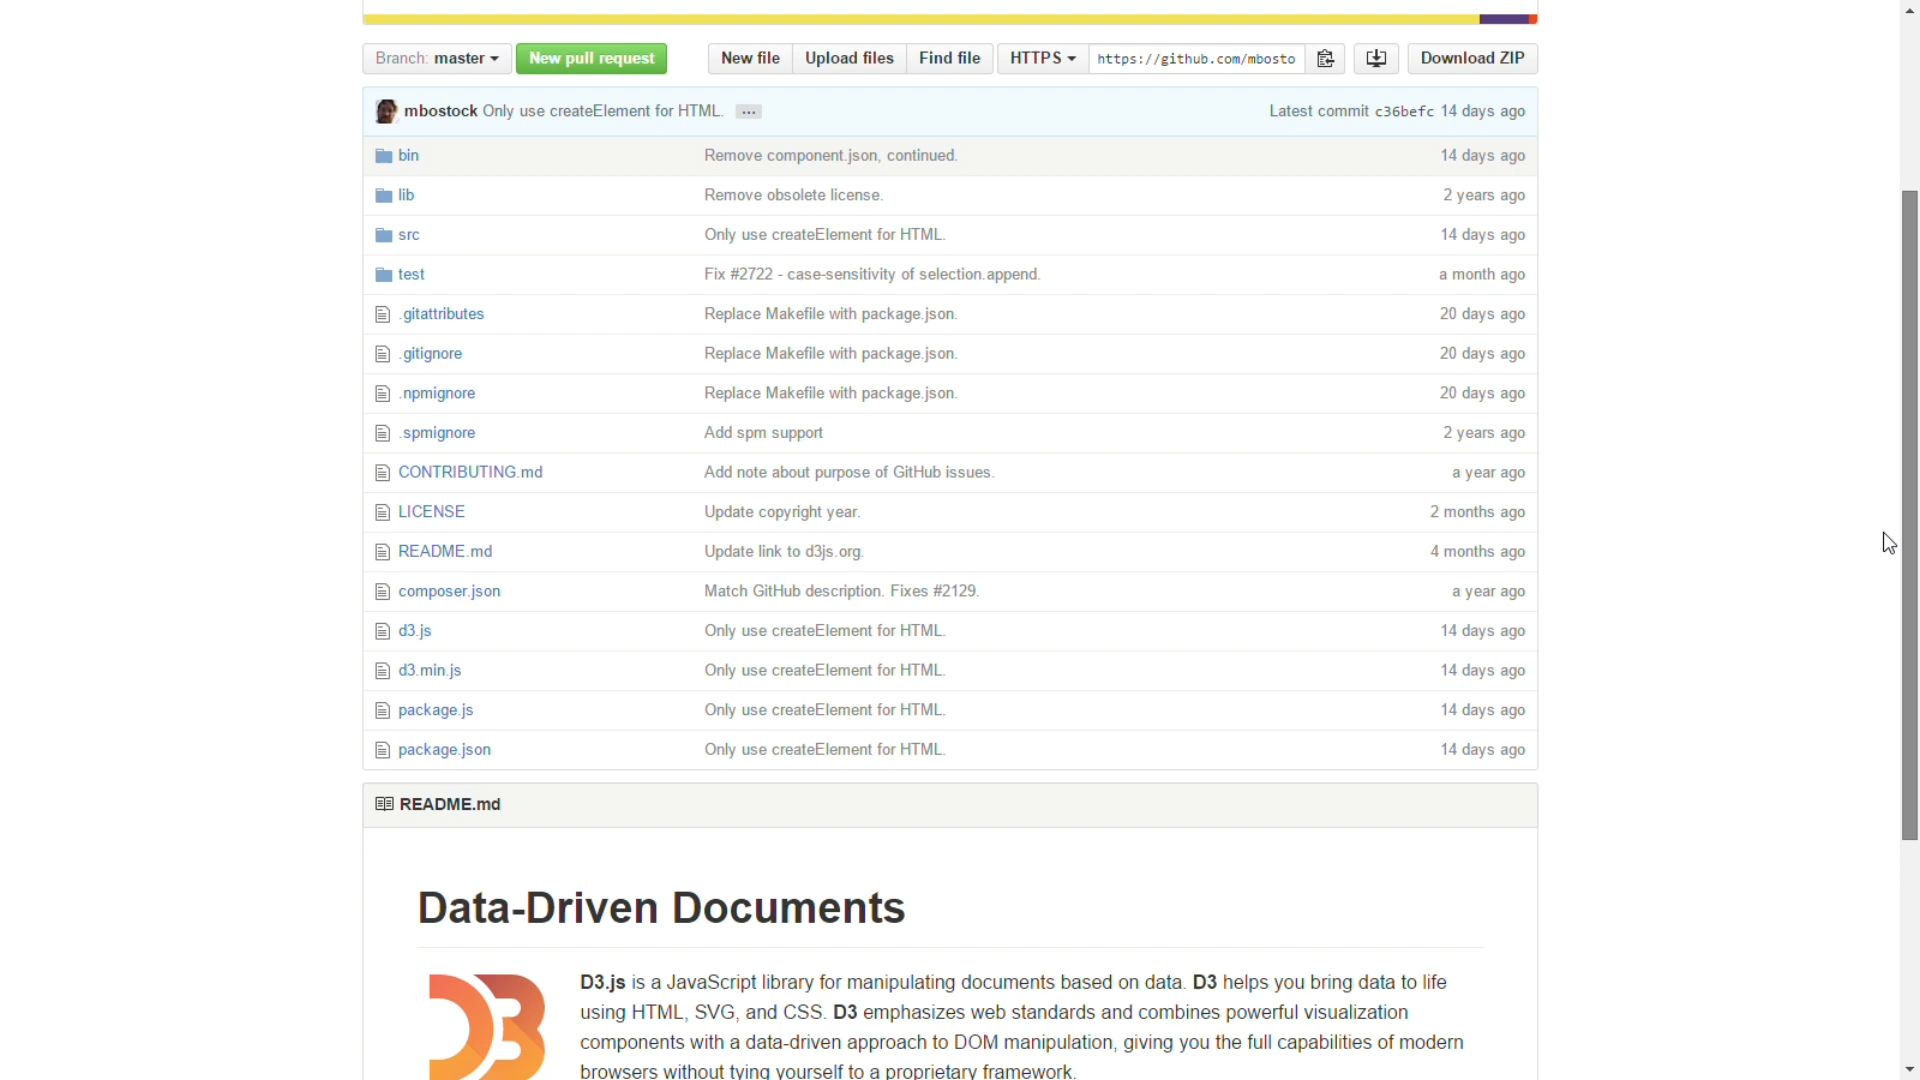 Branch: master New pull request New file Upload files Find file HTTPS https://github.com/mbosto Download ZIP
mbostock Only use createElement for HTML. … Latest commit c36befc 14 days ago
bin Remove component.json, continued. 14 days ago
lib Remove obsolete license. 2 years ago
src Only use createElement for HTML. 14 days ago
test Fix #2722 - case-sensitivity of selection.append. a month ago
.gitattributes Replace Makefile with package.json. 20 days ago
.gitignore Replace Makefile with package.json. 20 days ago
.npmignore Replace Makefile with package.json. 20 days ago
.spmignore Add spm support 2 years ago
CONTRIBUTING.md Add note about purpose of GitHub issues. a year ago
LICENSE Update copyright year. 2 months ago
README.md Update link to d3js.org. 4 months ago
composer.json Match GitHub description. Fixes #2129. a year ago
d3.js Only use createElement for HTML. 14 days ago
d3.min.js Only use createElement for HTML. 14 days ago
package.js Only use createElement for HTML. 14 days ago
package.json Only use createElement for HTML. 14 days ago
README.md
Data-Driven Documents
D3
D3.js is a JavaScript library for manipulating documents based on data. D3 helps you bring data to life
using HTML, SVG, and CSS. D3 emphasizes web standards and combines powerful visualization
components with a data-driven approach to DOM manipulation, giving you the full capabilities of modern
browsers without tying yourself to a proprietary framework.